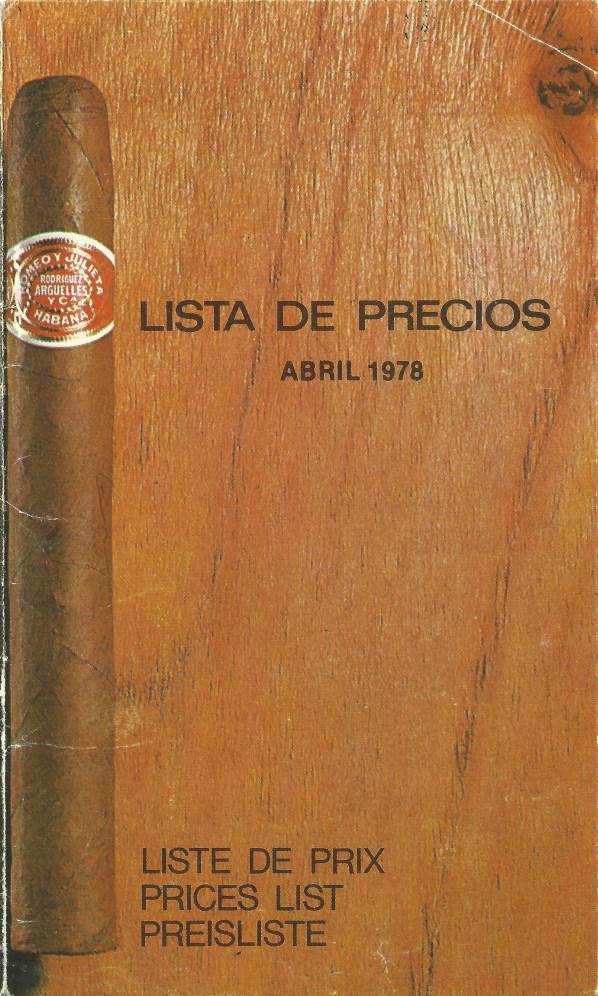 ROMEO Y JULIETA
RODRIGUEZ
ARGUELLES
Y Cª
HABANA
LISTA DE PRECIOS
ABRIL 1978
LISTE DE PRIX
PRICES LIST
PREISLISTE